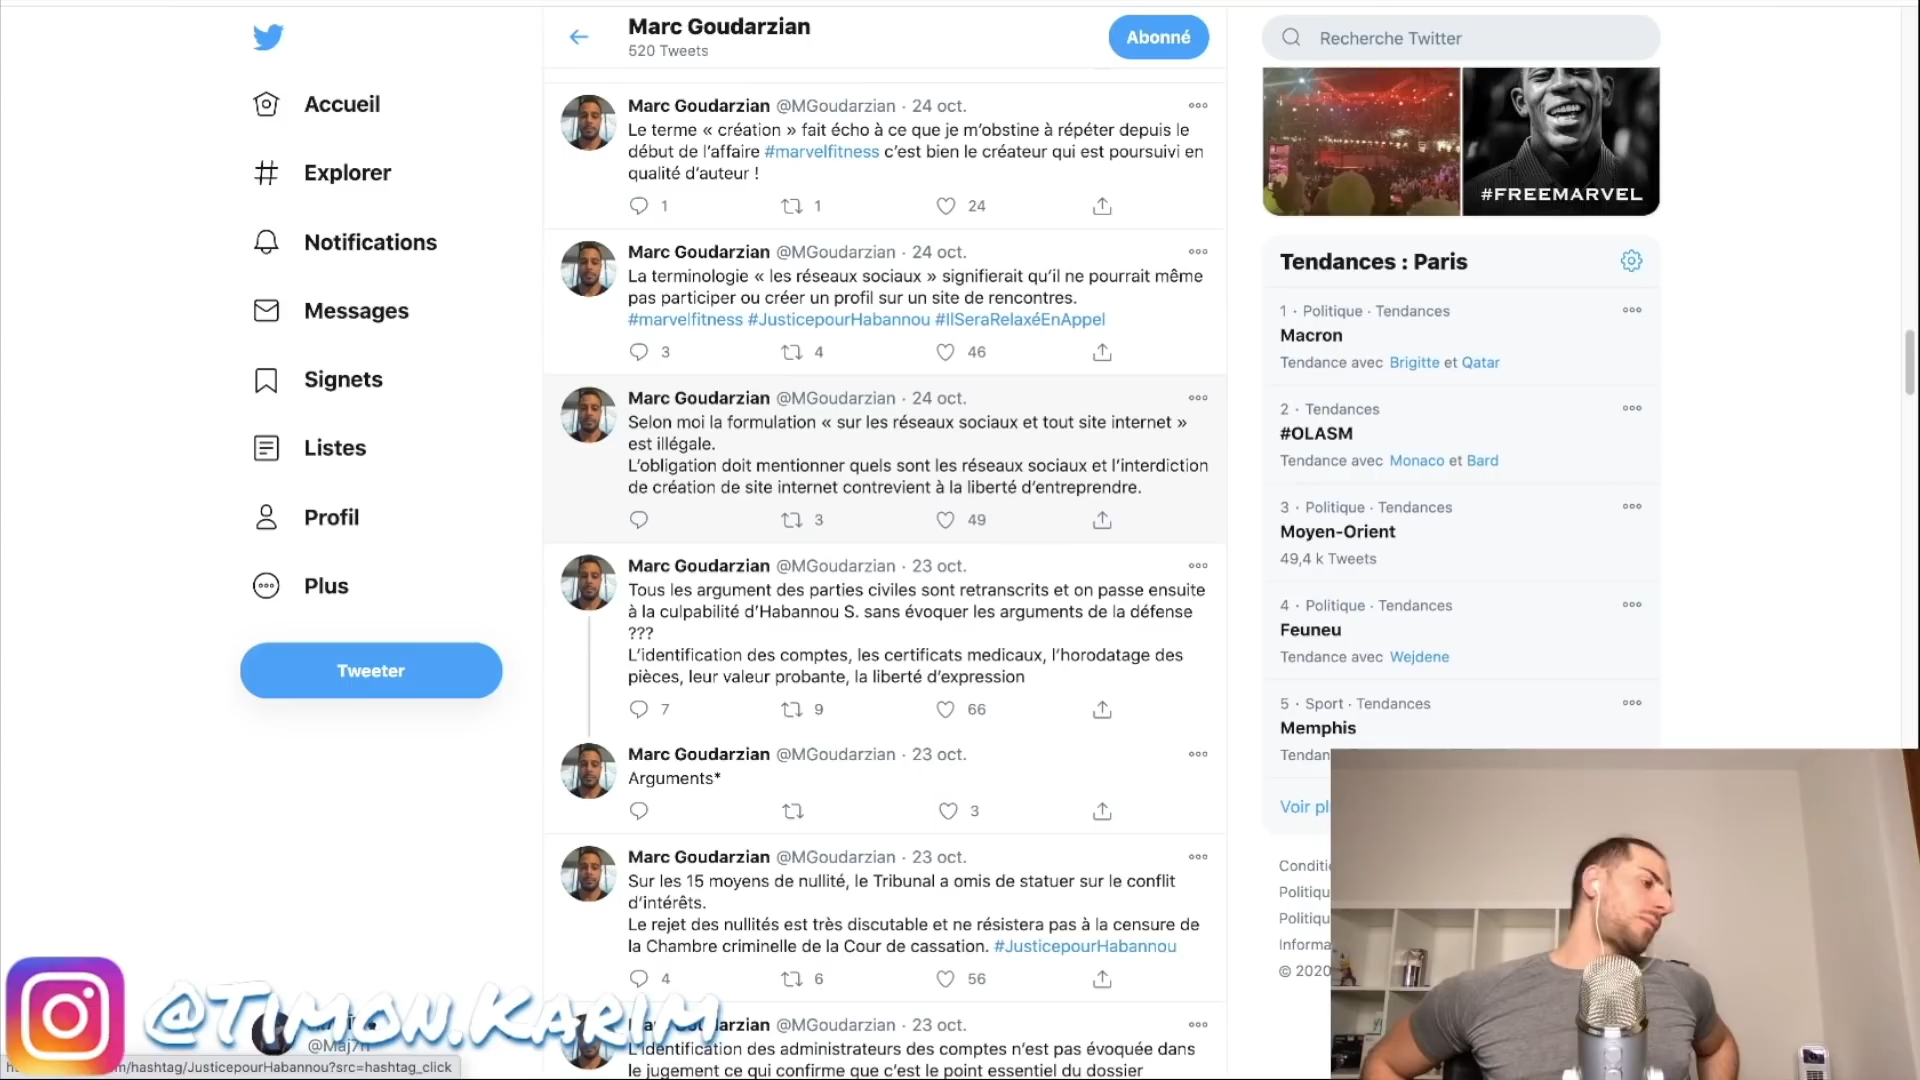 Accueil
Explorer
Notifications
Messages
Signets
Listes
Profil
Plus
Tweeter
@Maj7
/hashtag/JusticepourHabannou?src=hashtag_click
@Timon.Karim
Marc Goudarzian
520 Tweets
Abonné
Marc Goudarzian @MGoudarzian · 24 oct.
Le terme « création » fait écho à ce que je m’obstine à répéter depuis le
début de l’affaire #marvelfitness c’est bien le créateur qui est poursuivi en
qualité d’auteur !
1 1 24
Marc Goudarzian @MGoudarzian · 24 oct.
La terminologie « les réseaux sociaux » signifierait qu’il ne pourrait même
pas participer ou créer un profil sur un site de rencontres.
#marvelfitness #JusticepourHabannou #IlSeraRelaxéEnAppel
3 4 46
Marc Goudarzian @MGoudarzian · 24 oct.
Selon moi la formulation « sur les réseaux sociaux et tout site internet »
est illégale.
L’obligation doit mentionner quels sont les réseaux sociaux et l’interdiction
de création de site internet contrevient à la liberté d’entreprendre.
3 49
Marc Goudarzian @MGoudarzian · 23 oct.
Tous les argument des parties civiles sont retranscrits et on passe ensuite
à la culpabilité d’Habannou S. sans évoquer les arguments de la défense
???
L’identification des comptes, les certificats medicaux, l’horodatage des
pièces, leur valeur probante, la liberté d’expression
7 9 66
Marc Goudarzian @MGoudarzian · 23 oct.
Arguments*
3
Marc Goudarzian @MGoudarzian · 23 oct.
Sur les 15 moyens de nullité, le Tribunal a omis de statuer sur le conflit
d’intérêts.
Le rejet des nullités est très discutable et ne résistera pas à la censure de
la Chambre criminelle de la Cour de cassation. #JusticepourHabannou
4 6 56
Goudarzian @MGoudarzian · 23 oct.
L’identification des administrateurs des comptes n’est pas évoquée dans
le jugement ce qui confirme que c’est le point essentiel du dossier
Recherche Twitter
#FREEMARVEL
Tendances : Paris
1 · Politique · Tendances
Macron
Tendance avec Brigitte et Qatar
2 · Tendances
#OLASM
Tendance avec Monaco et Bard
3 · Politique · Tendances
Moyen-Orient
49,4 k Tweets
4 · Politique · Tendances
Feuneu
Tendance avec Wejdene
5 · Sport · Tendances
Memphis
Tendan
Voir pl
Conditi
Politiqu
Politiqu
Informa
© 2020